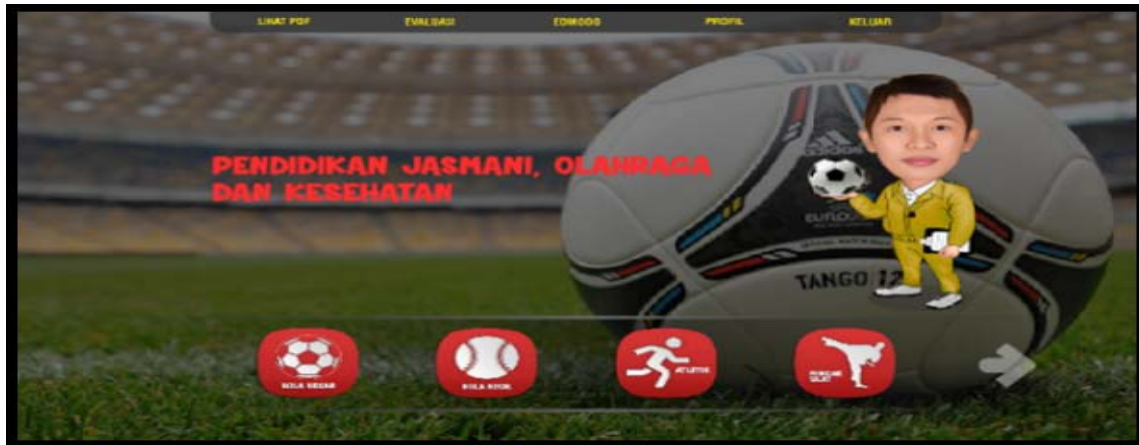 LIHAT PDF
EVALUASI
EDMODO
PROFIL
KELUAR
PENDIDIKAN JASMANI, OLAHRAGA
DAN KESEHATAN
adidas
TANGO 12
BOLA BESAR
BOLA KECIL
ATLETIK
PENCAK
SILAT